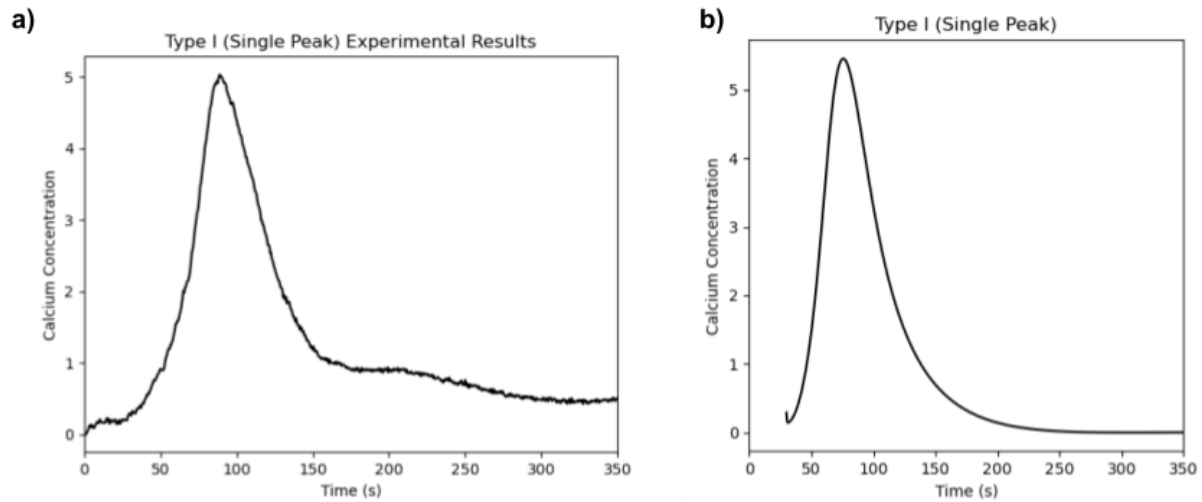 a)
Type I (Single Peak) Experimental Results
Calcium Concentration
5
4
3
2
1
0
0 50 100 150 200 250 300 350
Time (s)
b)
Type I (Single Peak)
Calcium Concentration
5
4
3
2
1
0
0 50 100 150 200 250 300 350
Time (s)